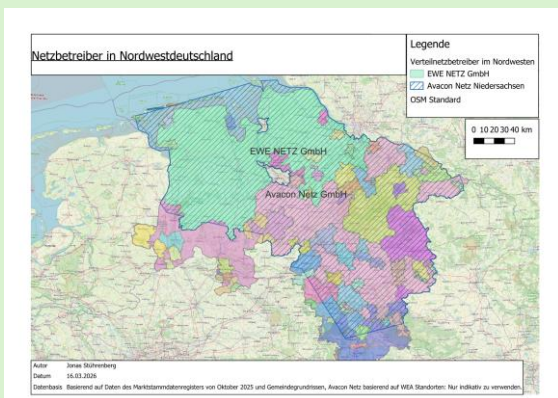 Netzbetreiber in Nordwestdeutschland
Legende
Verteilnetzbetreiber im Nordwesten
EWE NETZ GmbH
Avacon Netz Niedersachsen
OSM Standard
0 10 20 30 40 km
EWE NETZ GmbH
Avacon Netz GmbH
Autor Jonas Stührenberg
Datum 16.03.2026
Datenbasis Basierend auf Daten des Marktstammdatenregisters von Oktober 2025 und Gemeindegrundrissen, Avacon Netz basierend auf WEA Standorten: Nur indikativ zu verwenden.